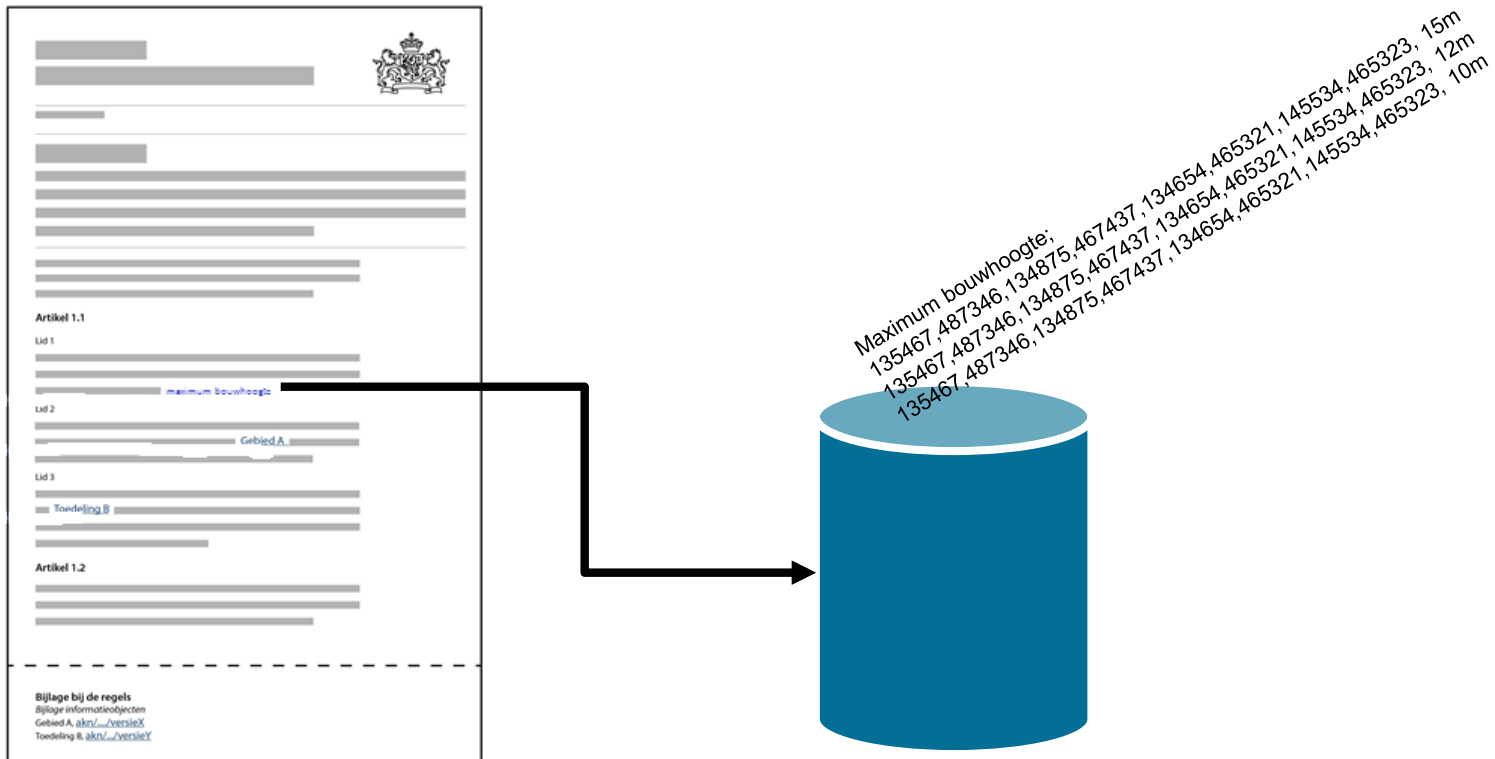 Artikel 1.1
Lid 1
maximum bouwhoogte
Lid 2
Gebied A
Lid 3
Toedeling B
Artikel 1.2
Bijlage bij de regels
Bijlage informatieobjecten
Gebied A, akn/.../versieX
Toedeling B, akn/.../versieY
Maximum bouwhoogte;
135467,487346,134875,467437,134654,465321,145534,465323, 15m
135467,487346,134875,467437,134654,465321,145534,465323, 12m
135467,487346,134875,467437,134654,465321,145534,465323, 10m